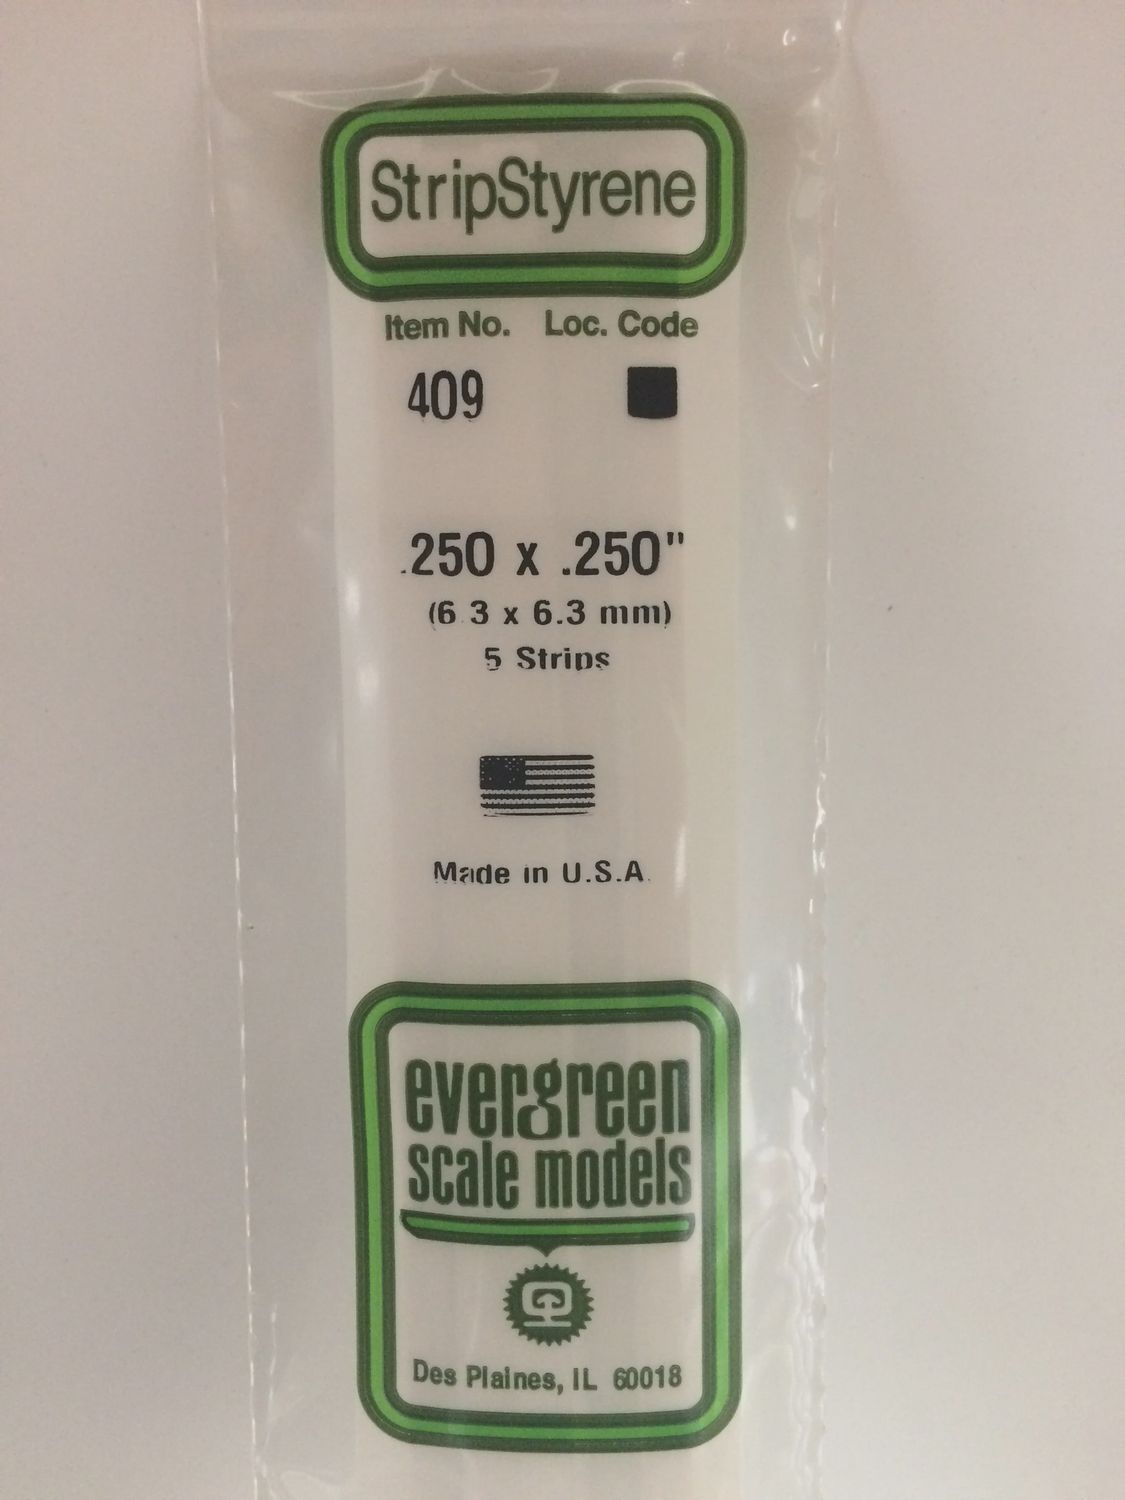 StripStyrene
Item No. Loc. Code
409
.250 x .250"
(6.3 x 6.3 mm)
5 Strips
Made in U.S.A.
evergreen
scale models
Des Plaines, IL 60018